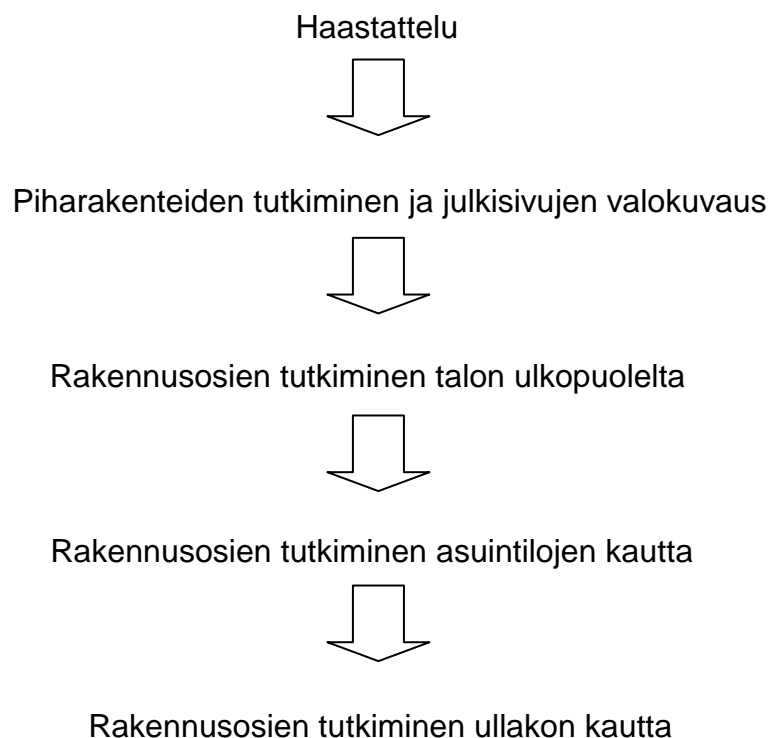 Haastattelu
Piharakenteiden tutkiminen ja julkisivujen valokuvaus
Rakennusosien tutkiminen talon ulkopuolelta
Rakennusosien tutkiminen asuintilojen kautta
Rakennusosien tutkiminen ullakon kautta